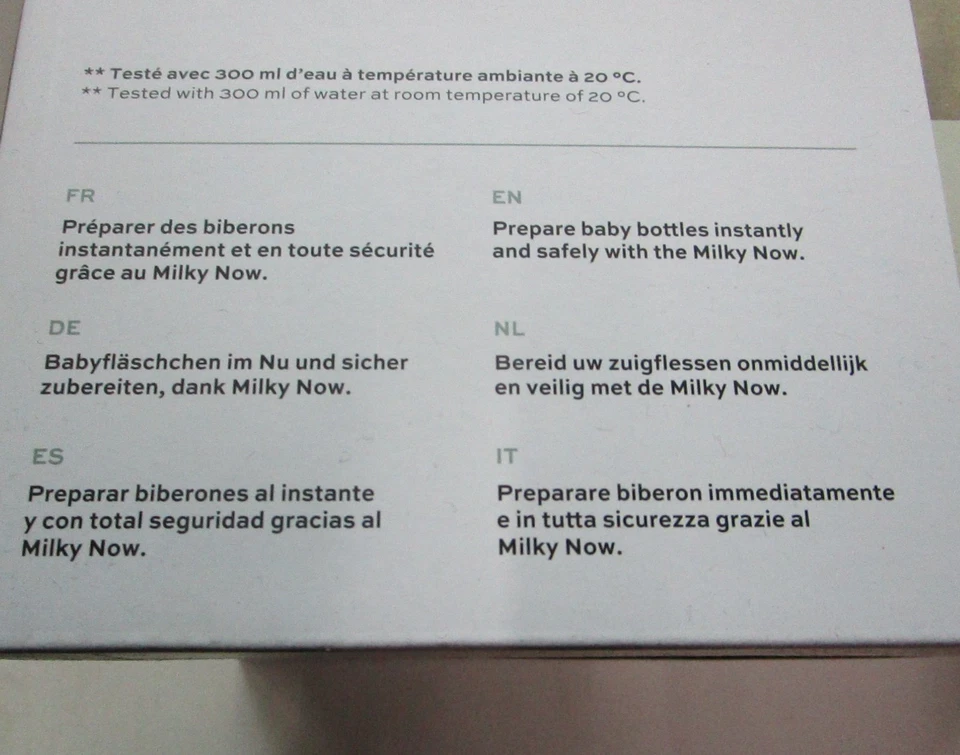 ** Testé avec 300 ml d'eau à température ambiante à 20 °C.
** Tested with 300 ml of water at room temperature of 20 °C.
FR
Préparer des biberons
instantanément et en toute sécurité
grâce au Milky Now.
EN
Prepare baby bottles instantly
and safely with the Milky Now.
DE
Babyfläschchen im Nu und sicher
zubereiten, dank Milky Now.
NL
Bereid uw zuigflessen onmiddellijk
en veilig met de Milky Now.
ES
Preparar biberones al instante
y con total seguridad gracias al
Milky Now.
IT
Preparare biberon immediatamente
e in tutta sicurezza grazie al
Milky Now.